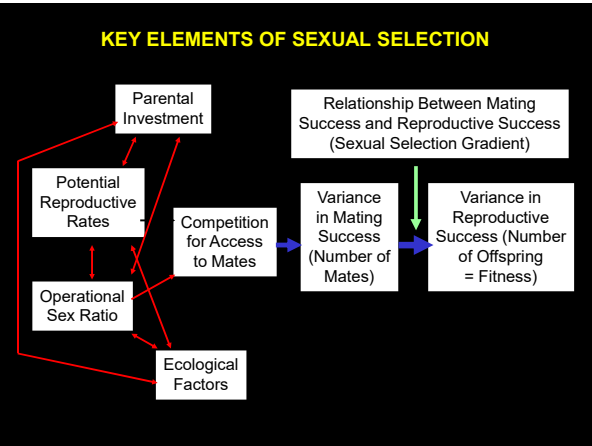 KEY ELEMENTS OF SEXUAL SELECTION
Parental
Investment
Relationship Between Mating
Success and Reproductive Success
(Sexual Selection Gradient)
Potential
Reproductive
Rates
Competition
for Access
to Mates
Variance
in Mating
Success
(Number of
Mates)
Variance in
Reproductive
Success (Number
of Offspring
= Fitness)
Operational
Sex Ratio
Ecological
Factors